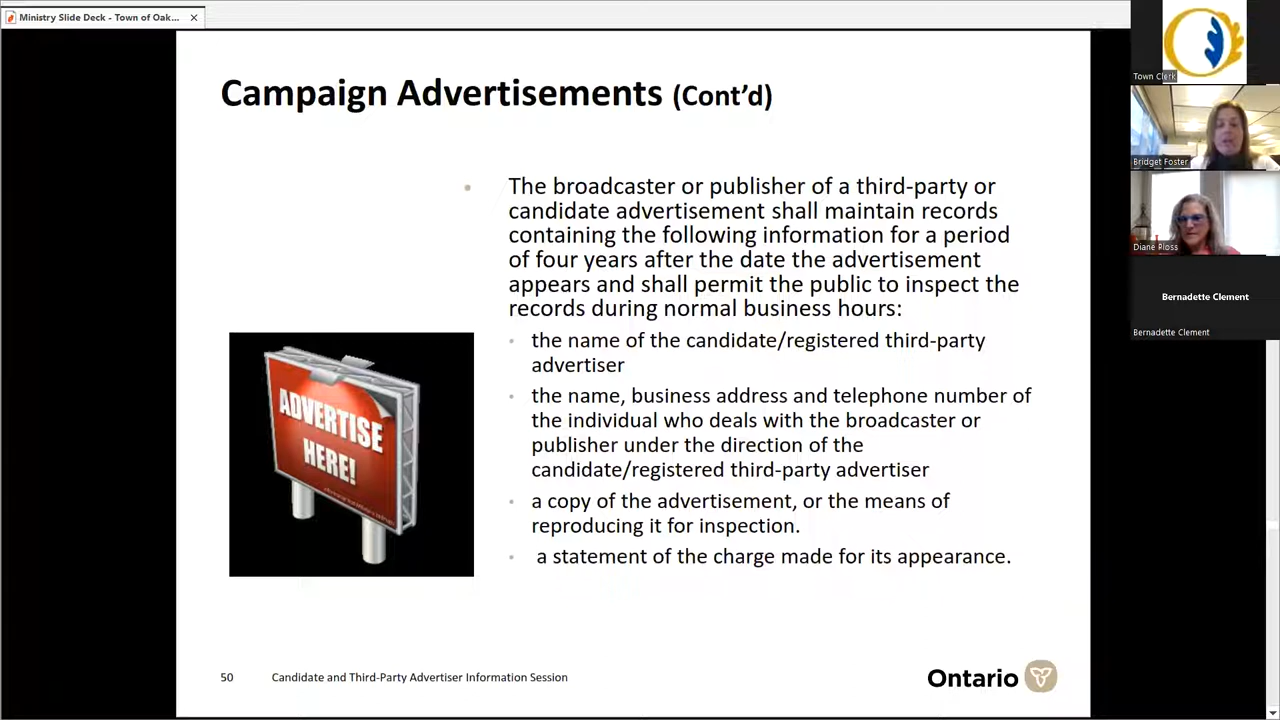 Ministry Slide Deck - Town of Oak...
Campaign Advertisements (Cont'd)
• The broadcaster or publisher of a third-party or
candidate advertisement shall maintain records
containing the following information for a period
of four years after the date the advertisement
appears and shall permit the public to inspect the
records during normal business hours:
• the name of the candidate/registered third-party
advertiser
• the name, business address and telephone number of
the individual who deals with the broadcaster or
publisher under the direction of the
candidate/registered third-party advertiser
• a copy of the advertisement, or the means of
reproducing it for inspection.
• a statement of the charge made for its appearance.
ADVERTISE
HERE!
50
Candidate and Third-Party Advertiser Information Session
Ontario
Town Clerk
Bridget Foster
Diane Ploss
Bernadette Clement
Bernadette Clement